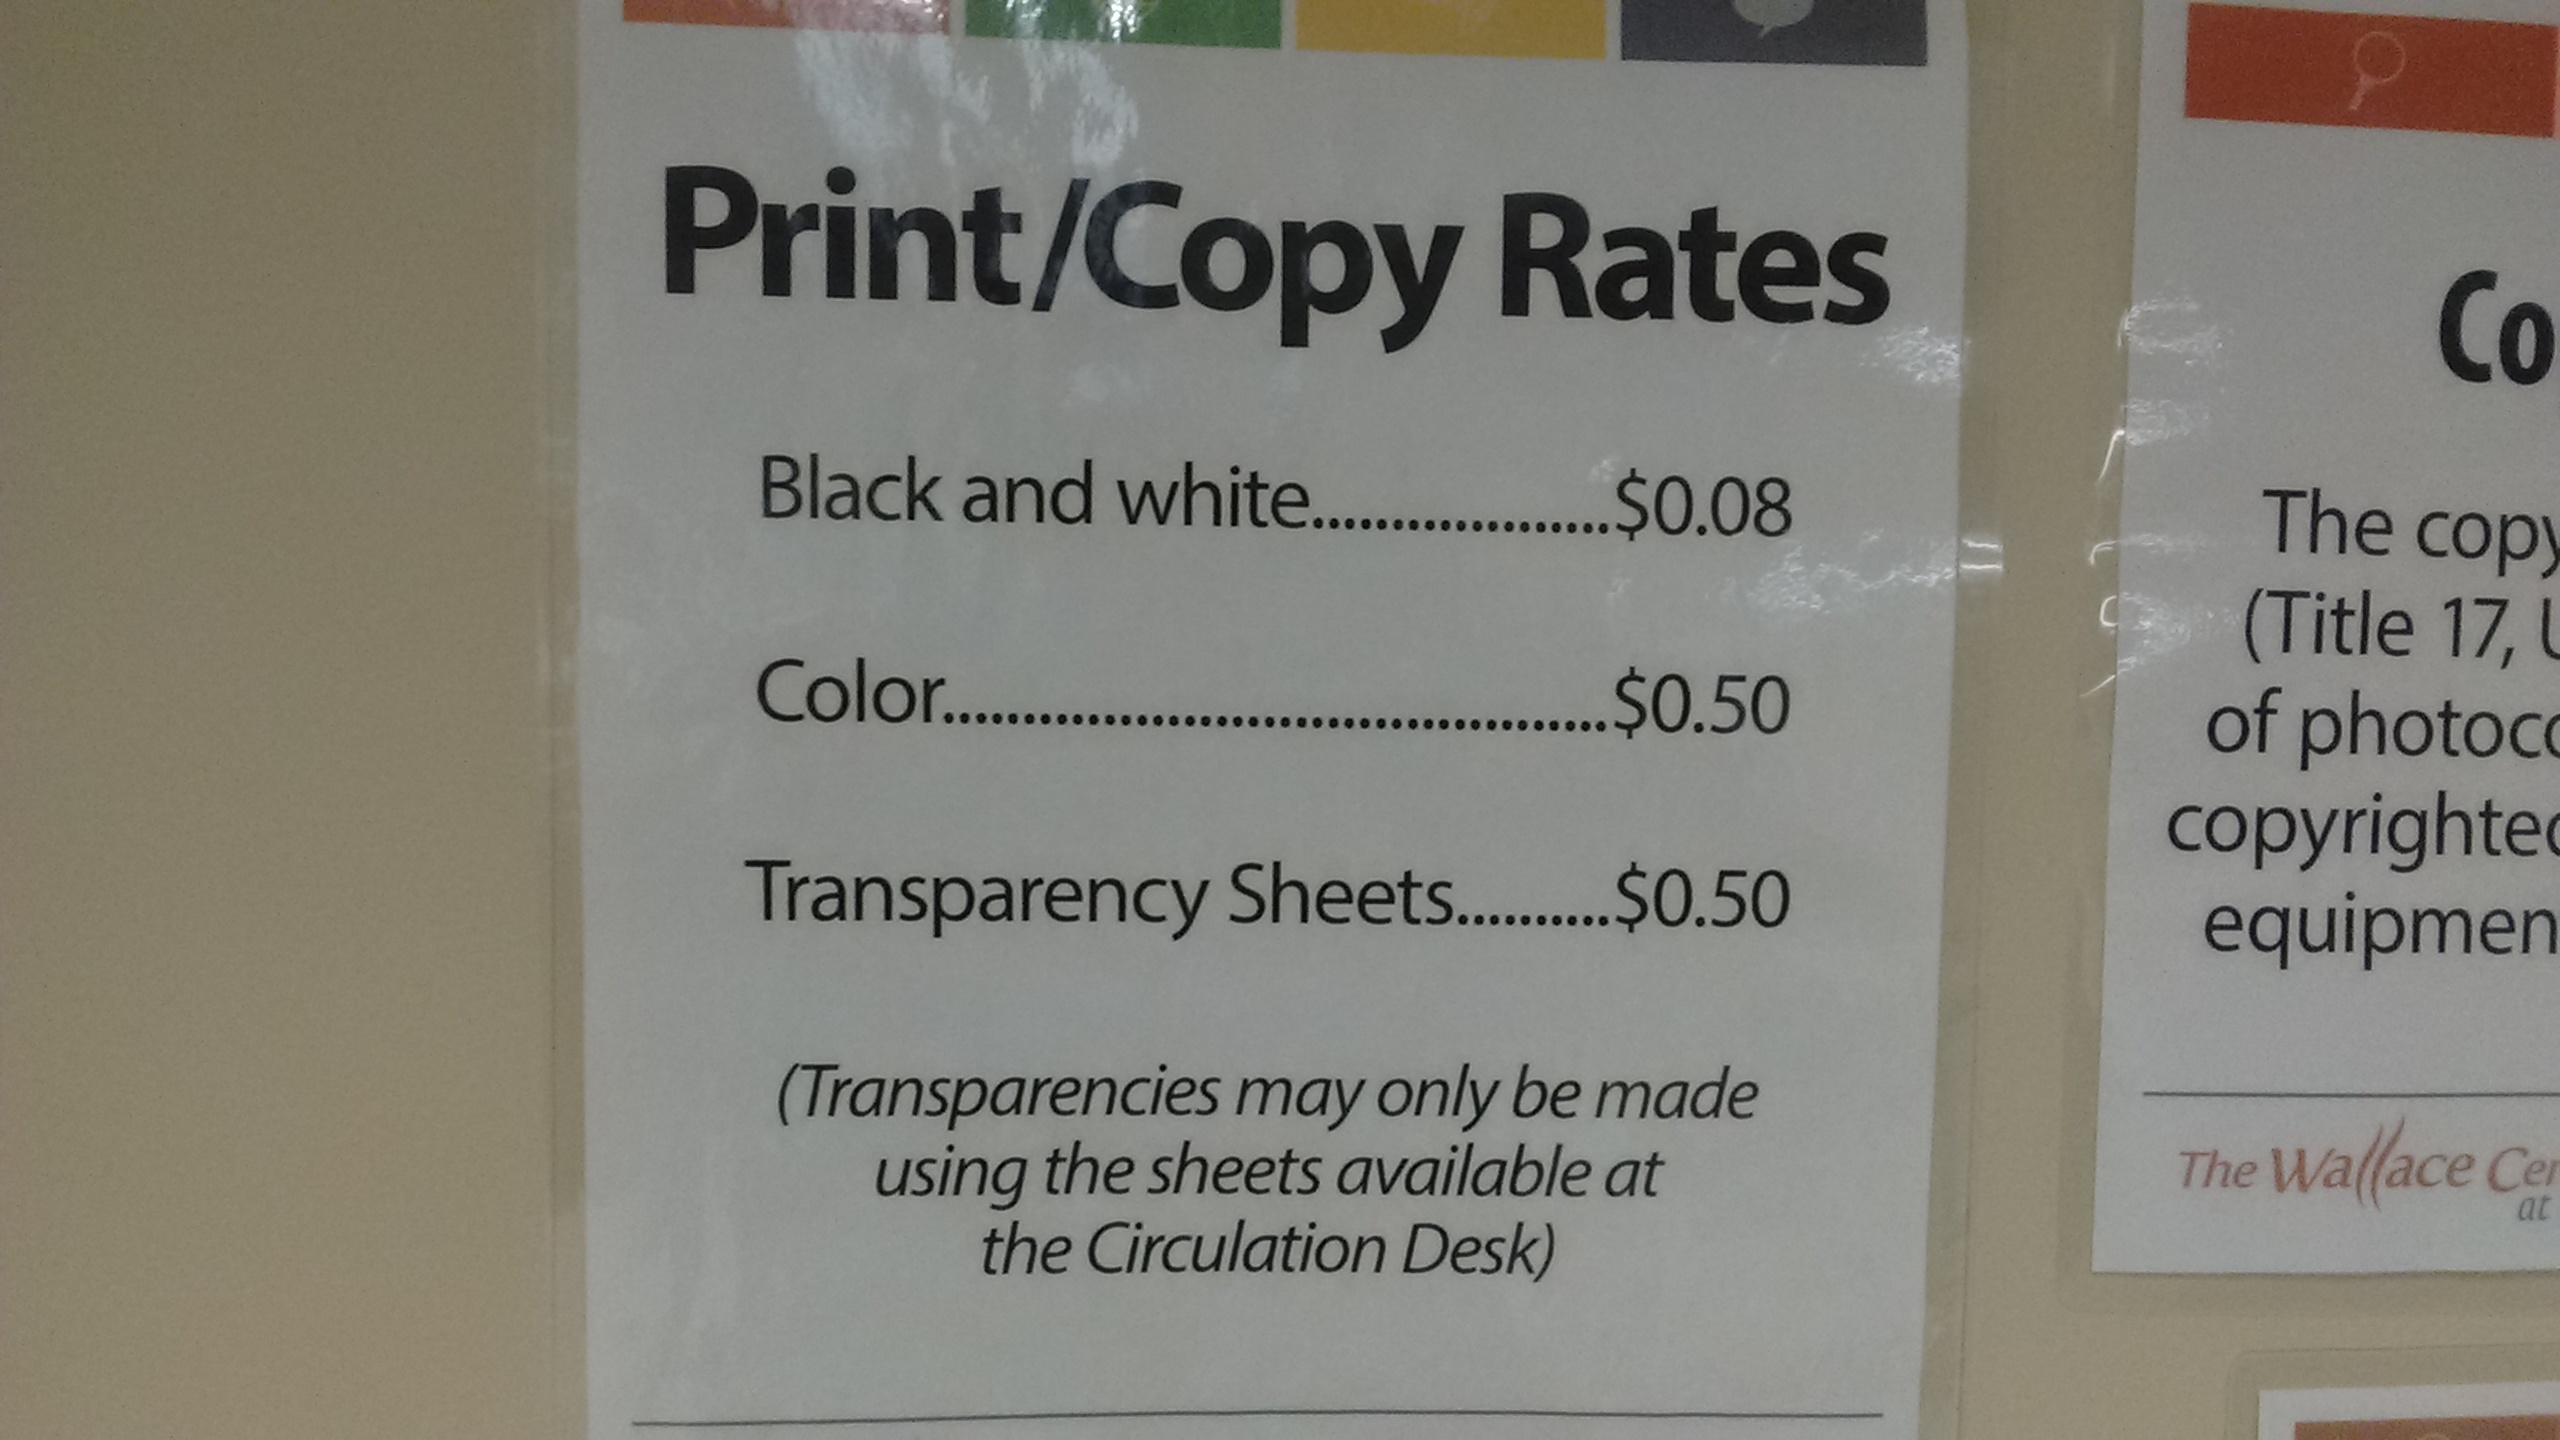 Print/Copy Rates
Black and white...................$0.08
Color..........................................$0.50
Transparency Sheets..........$0.50
(Transparencies may only be made
using the sheets available at
the Circulation Desk)
Co
The copy
(Title 17, U
of photoco
copyrighted
equipmen
The Wallace Cen
at